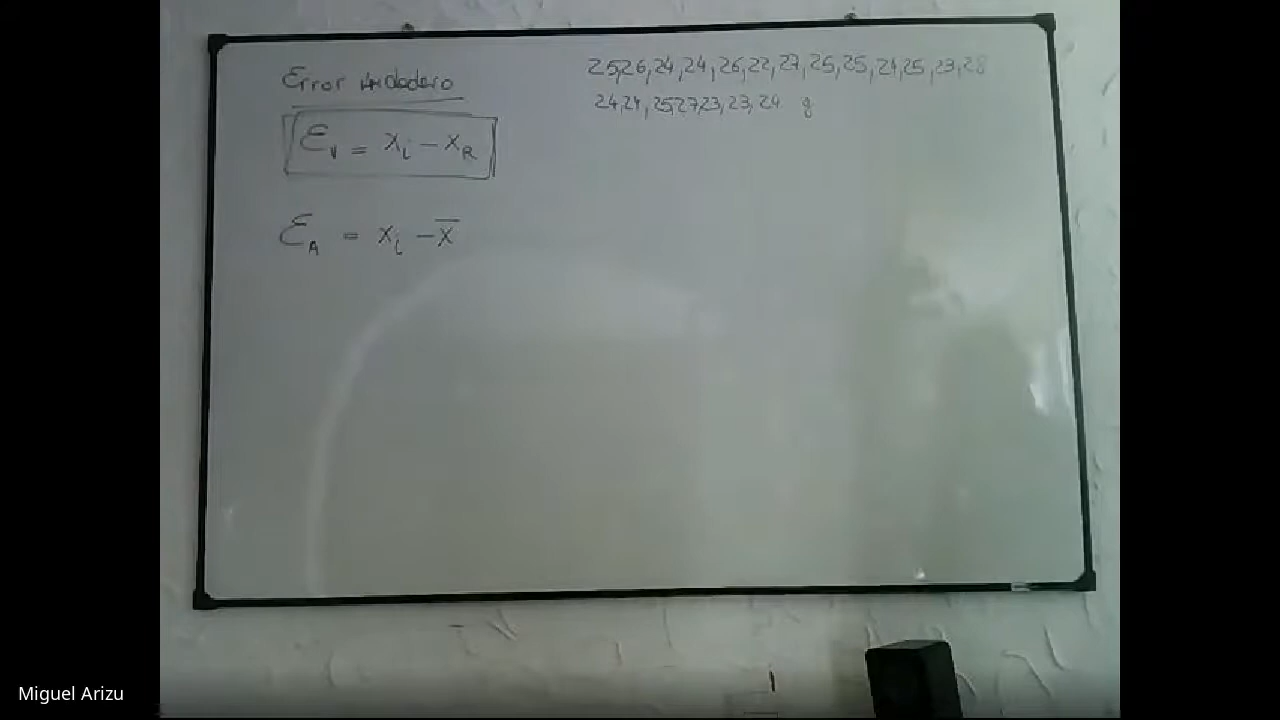 Error verdadero
Ɛv = xi - xR
ƐA = xi - x̅
25,26,24,24,26,22,27,25,25,24,25,23,28
24,24,25,27,23,23,24 g
Miguel Arizu